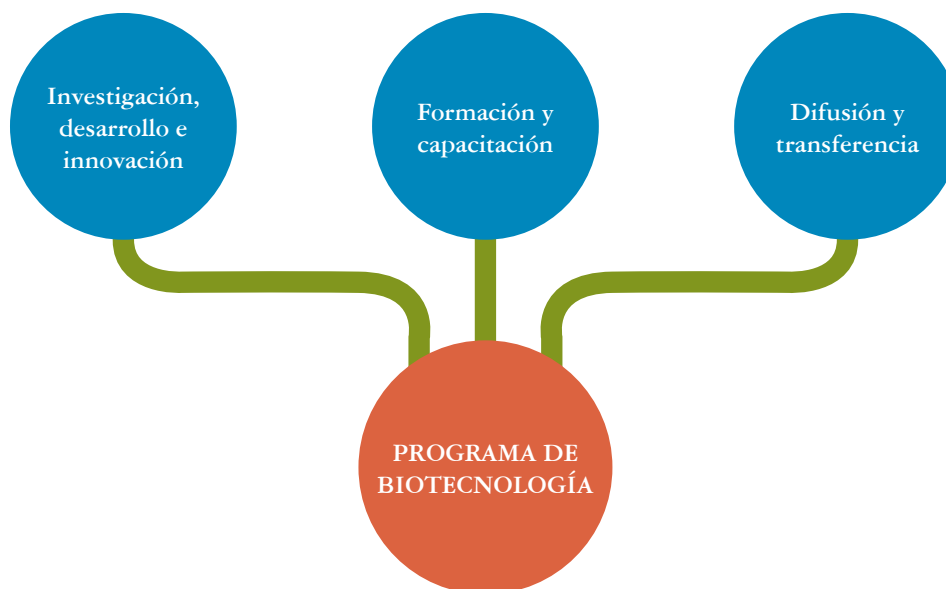 Investigación,
desarrollo e
innovación
Formación y
capacitación
Difusión y
transferencia
PROGRAMA DE
BIOTECNOLOGÍA